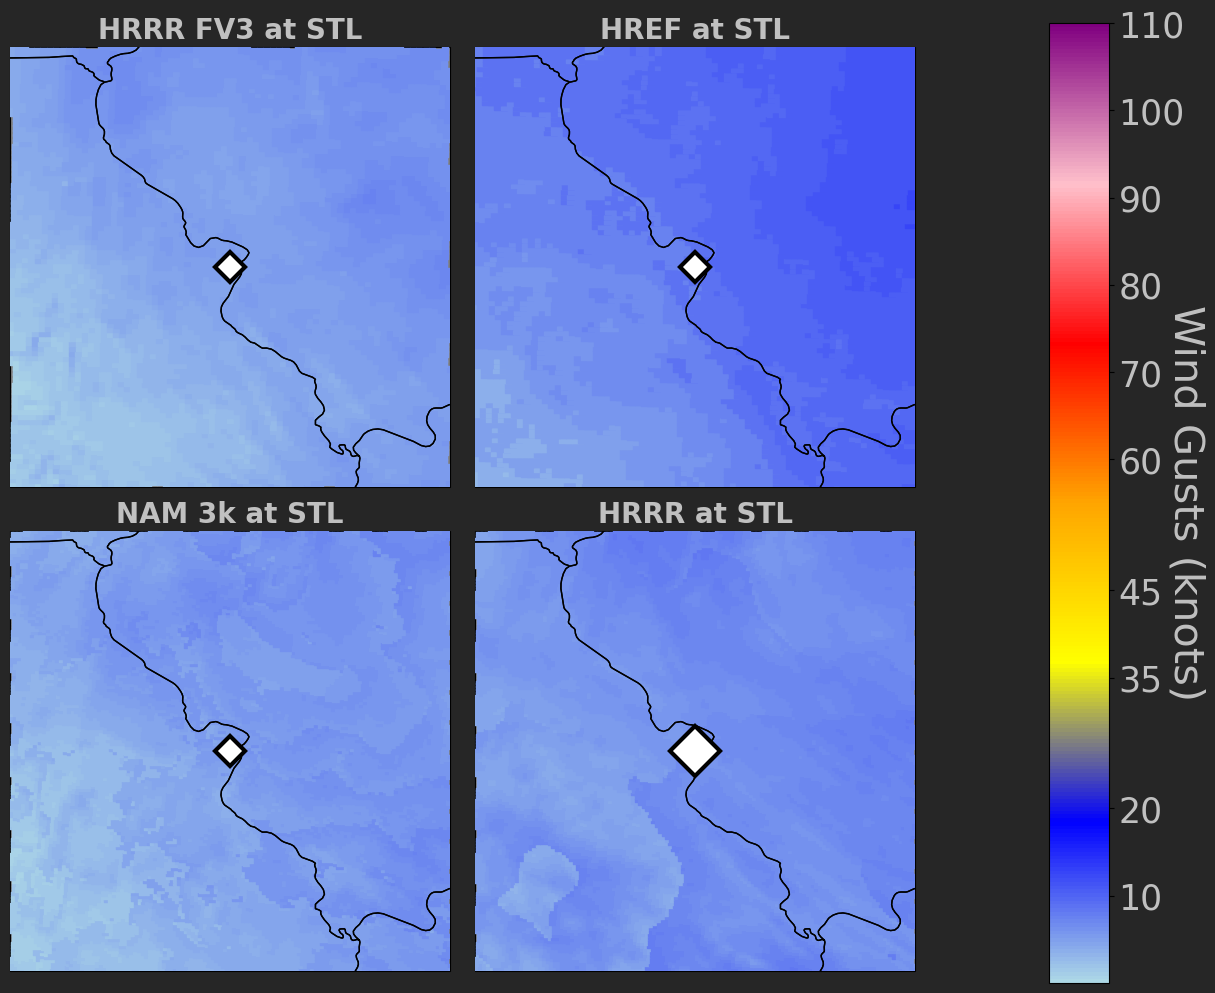 HRRR FV3 at STL
HREF at STL
NAM 3k at STL
HRRR at STL
110
100
90
80
70
60
45
35
20
10
Wind Gusts (knots)